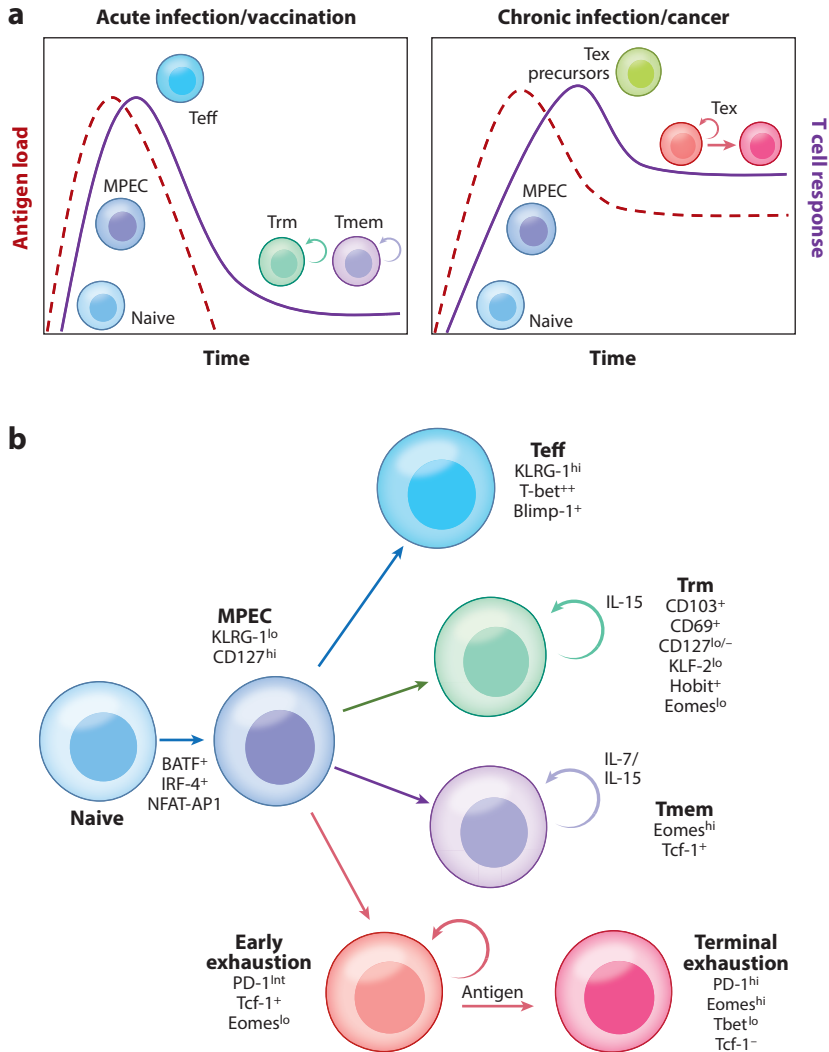 a
Acute infection/vaccination
Chronic infection/cancer
Antigen load
Teff
MPEC
Trm
Tmem
Naive
Time
Tex
precursors
Tex
MPEC
Naive
Time
T cell response
b
Teff
KLRG-1hi
T-bet++
Blimp-1+
MPEC
KLRG-1lo
CD127hi
IL-15
Trm
CD103+
CD69+
CD127lo/–
KLF-2lo
Hobit+
Eomeslo
BATF+
IRF-4+
NFAT-AP1
Naive
IL-7/
IL-15
Tmem
Eomeshi
Tcf-1+
Early
exhaustion
PD-1Int
Tcf-1+
Eomeslo
Antigen
Terminal
exhaustion
PD-1hi
Eomeshi
Tbetlo
Tcf-1–